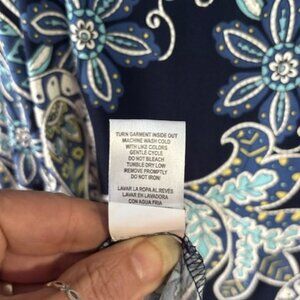 TURN GARMENT INSIDE OUT
MACHINE WASH COLD
WITH LIKE COLORS
GENTLE CYCLE
DO NOT BLEACH
TUMBLE DRY LOW
REMOVE PROMPTLY
DO NOT IRON!
LAVAR LA ROPA AL REVÉS
LAVAR EN LAVADORA
CON AGUA FRIA